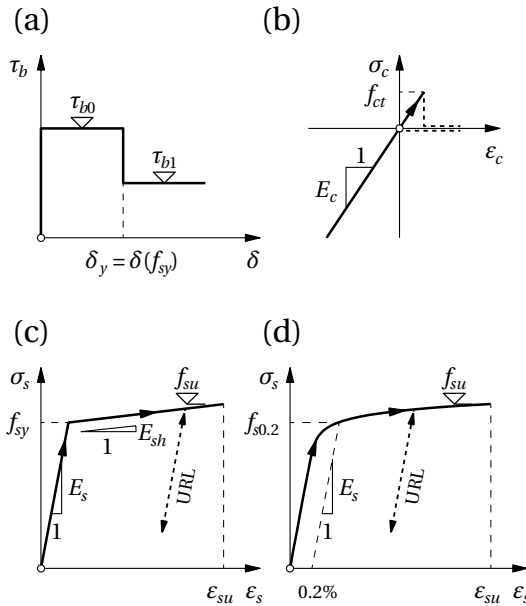 (a)
τb
τb0
τb1
δy = δ(fsy)
δ
(b)
σc
fct
εc
1
Ec
(c)
σs
fsu
fsy
Esh
1
Es
URL
1
εsu
εs
(d)
σs
fsu
fs0.2
Es
URL
1
0.2%
εsu
εs